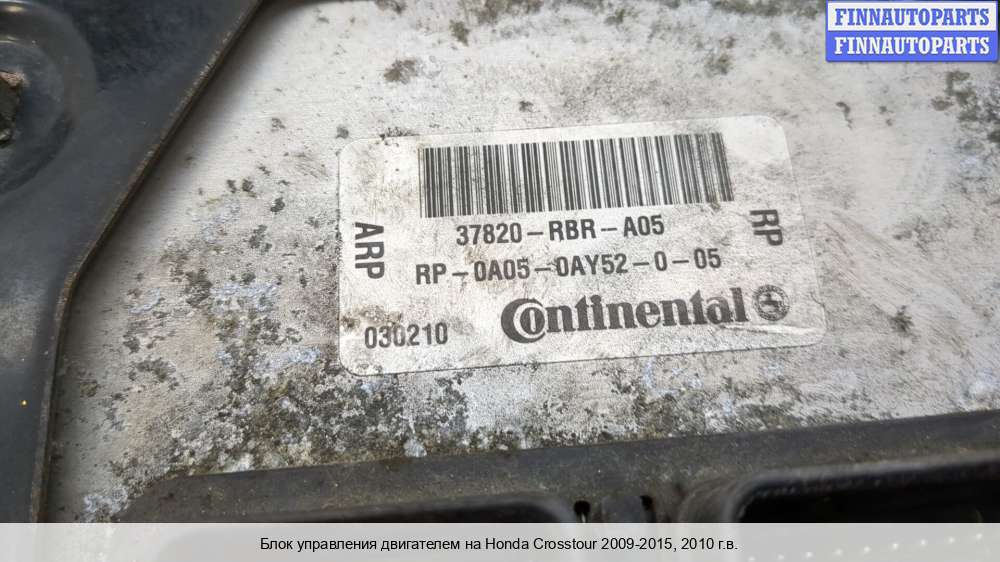 FINNAUTOPARTS
FINNAUTOPARTS
37820-RBR-A05
RP-0A05-0AY52-0-05
ARP
RP
030210
Continental
Блок управления двигателем на Honda Crosstour 2009-2015, 2010 г.в.